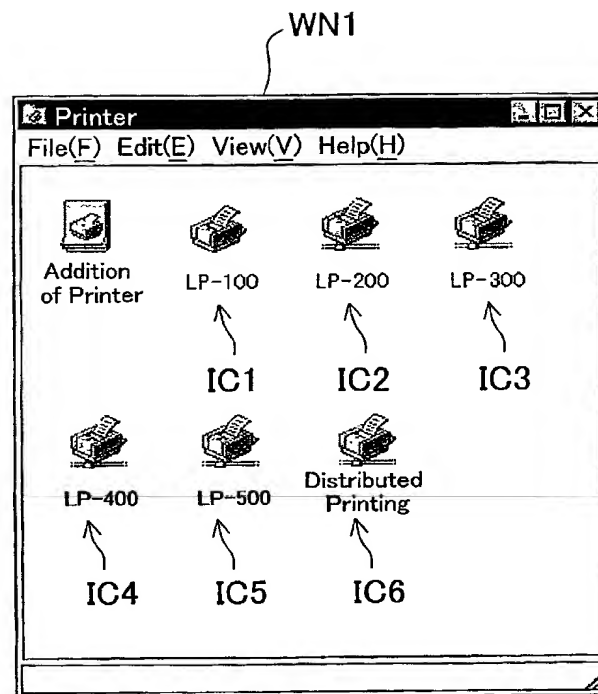 WN1
Printer
File(F) Edit(E) View(V) Help(H)
Addition
of Printer
LP-100
LP-200
LP-300
IC1
IC2
IC3
LP-400
LP-500
Distributed
Printing
IC4
IC5
IC6